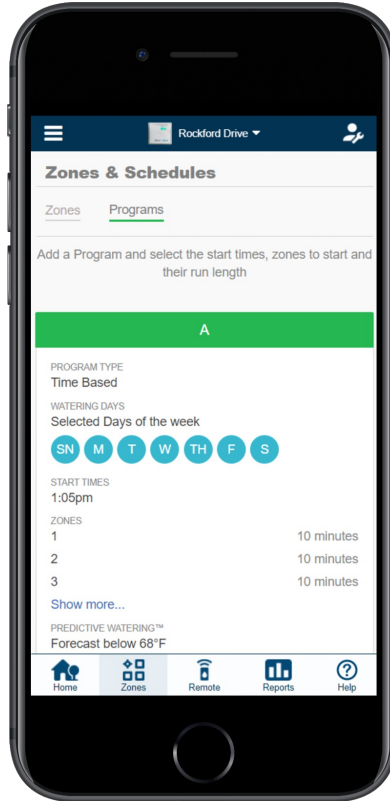 Rockford Drive
Zones & Schedules
Zones Programs
Add a Program and select the start times, zones to start and
their run length
A
PROGRAM TYPE
Time Based
WATERING DAYS
Selected Days of the week
SN M T W TH F S
START TIMES
1:05pm
ZONES
1 10 minutes
2 10 minutes
3 10 minutes
Show more...
PREDICTIVE WATERING™
Forecast below 68°F
Home Zones Remote Reports Help